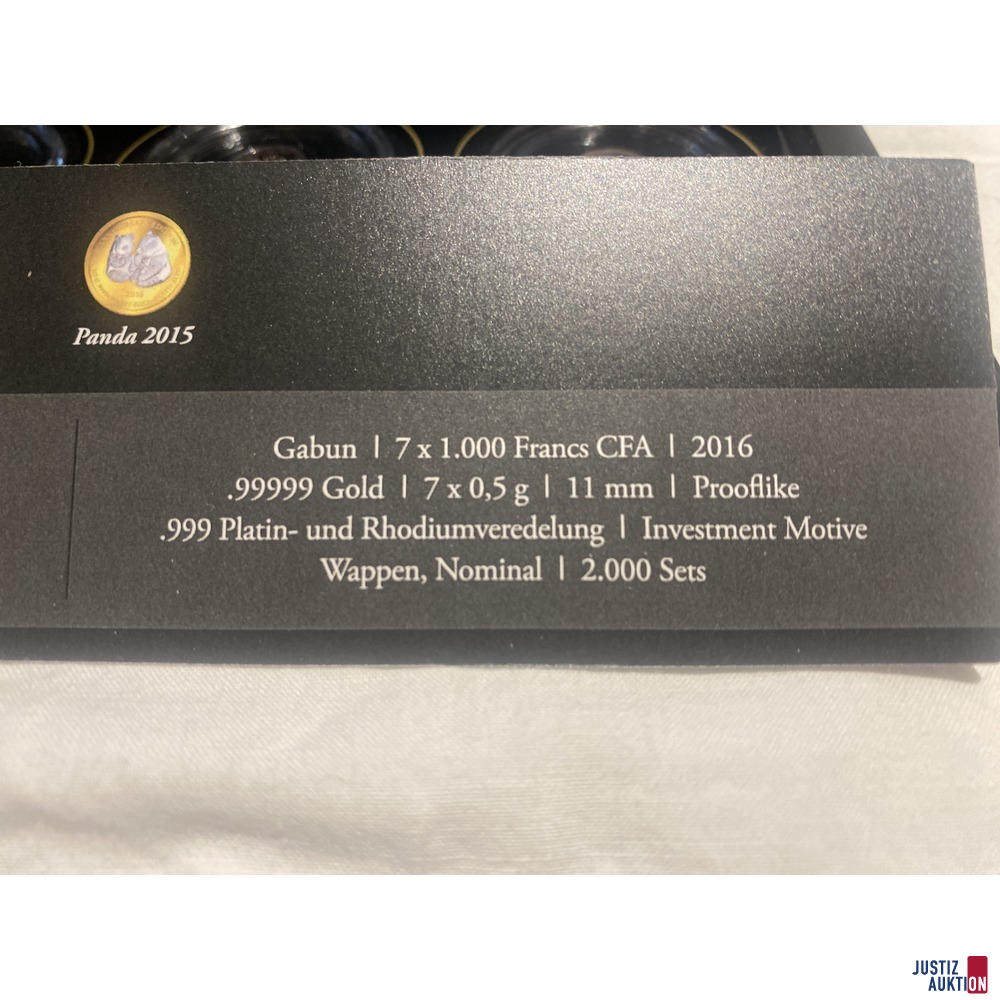 Panda 2015
Gabun | 7 x 1.000 Francs CFA | 2016
.99999 Gold | 7 x 0,5 g | 11 mm | Prooflike
.999 Platin- und Rhodiumveredelung | Investment Motive
Wappen, Nominal | 2.000 Sets
JUSTIZ
AUKTION